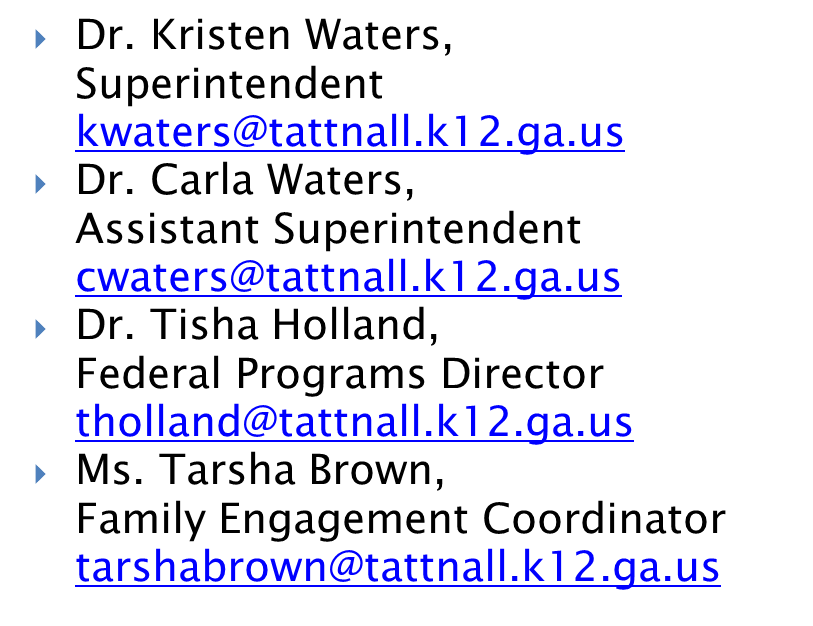 Dr. Kristen Waters,
Superintendent
kwaters@tattnall.k12.ga.us
Dr. Carla Waters,
Assistant Superintendent
cwaters@tattnall.k12.ga.us
Dr. Tisha Holland,
Federal Programs Director
tholland@tattnall.k12.ga.us
Ms. Tarsha Brown,
Family Engagement Coordinator
tarshabrown@tattnall.k12.ga.us